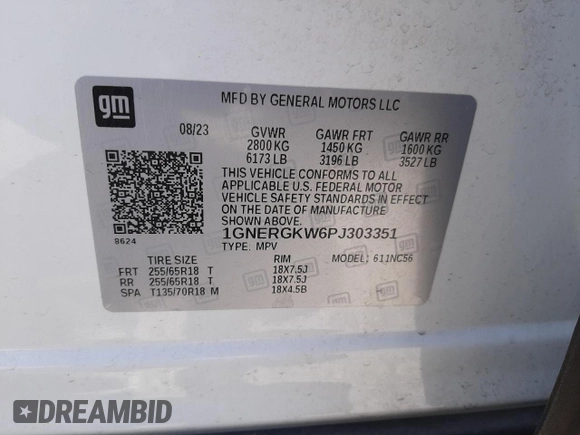 gm
MFD BY GENERAL MOTORS LLC
08/23 GVWR GAWR FRT GAWR RR
2800 KG 1450 KG 1600 KG
6173 LB 3196 LB 3527 LB
THIS VEHICLE CONFORMS TO ALL
APPLICABLE U.S. FEDERAL MOTOR
VEHICLE SAFETY STANDARDS IN EFFECT
ON THE DATE OF MANUFACTURE
SHOWN ABOVE.
1GNERGKW6PJ303351
8624
TYPE: MPV MODEL: 611NC56
TIRE SIZE RIM
FRT 255/65R18 T 18X7.5J
RR 255/65R18 T 18X7.5J
SPA T135/70R18 M 18X4.5B
DREAMBID